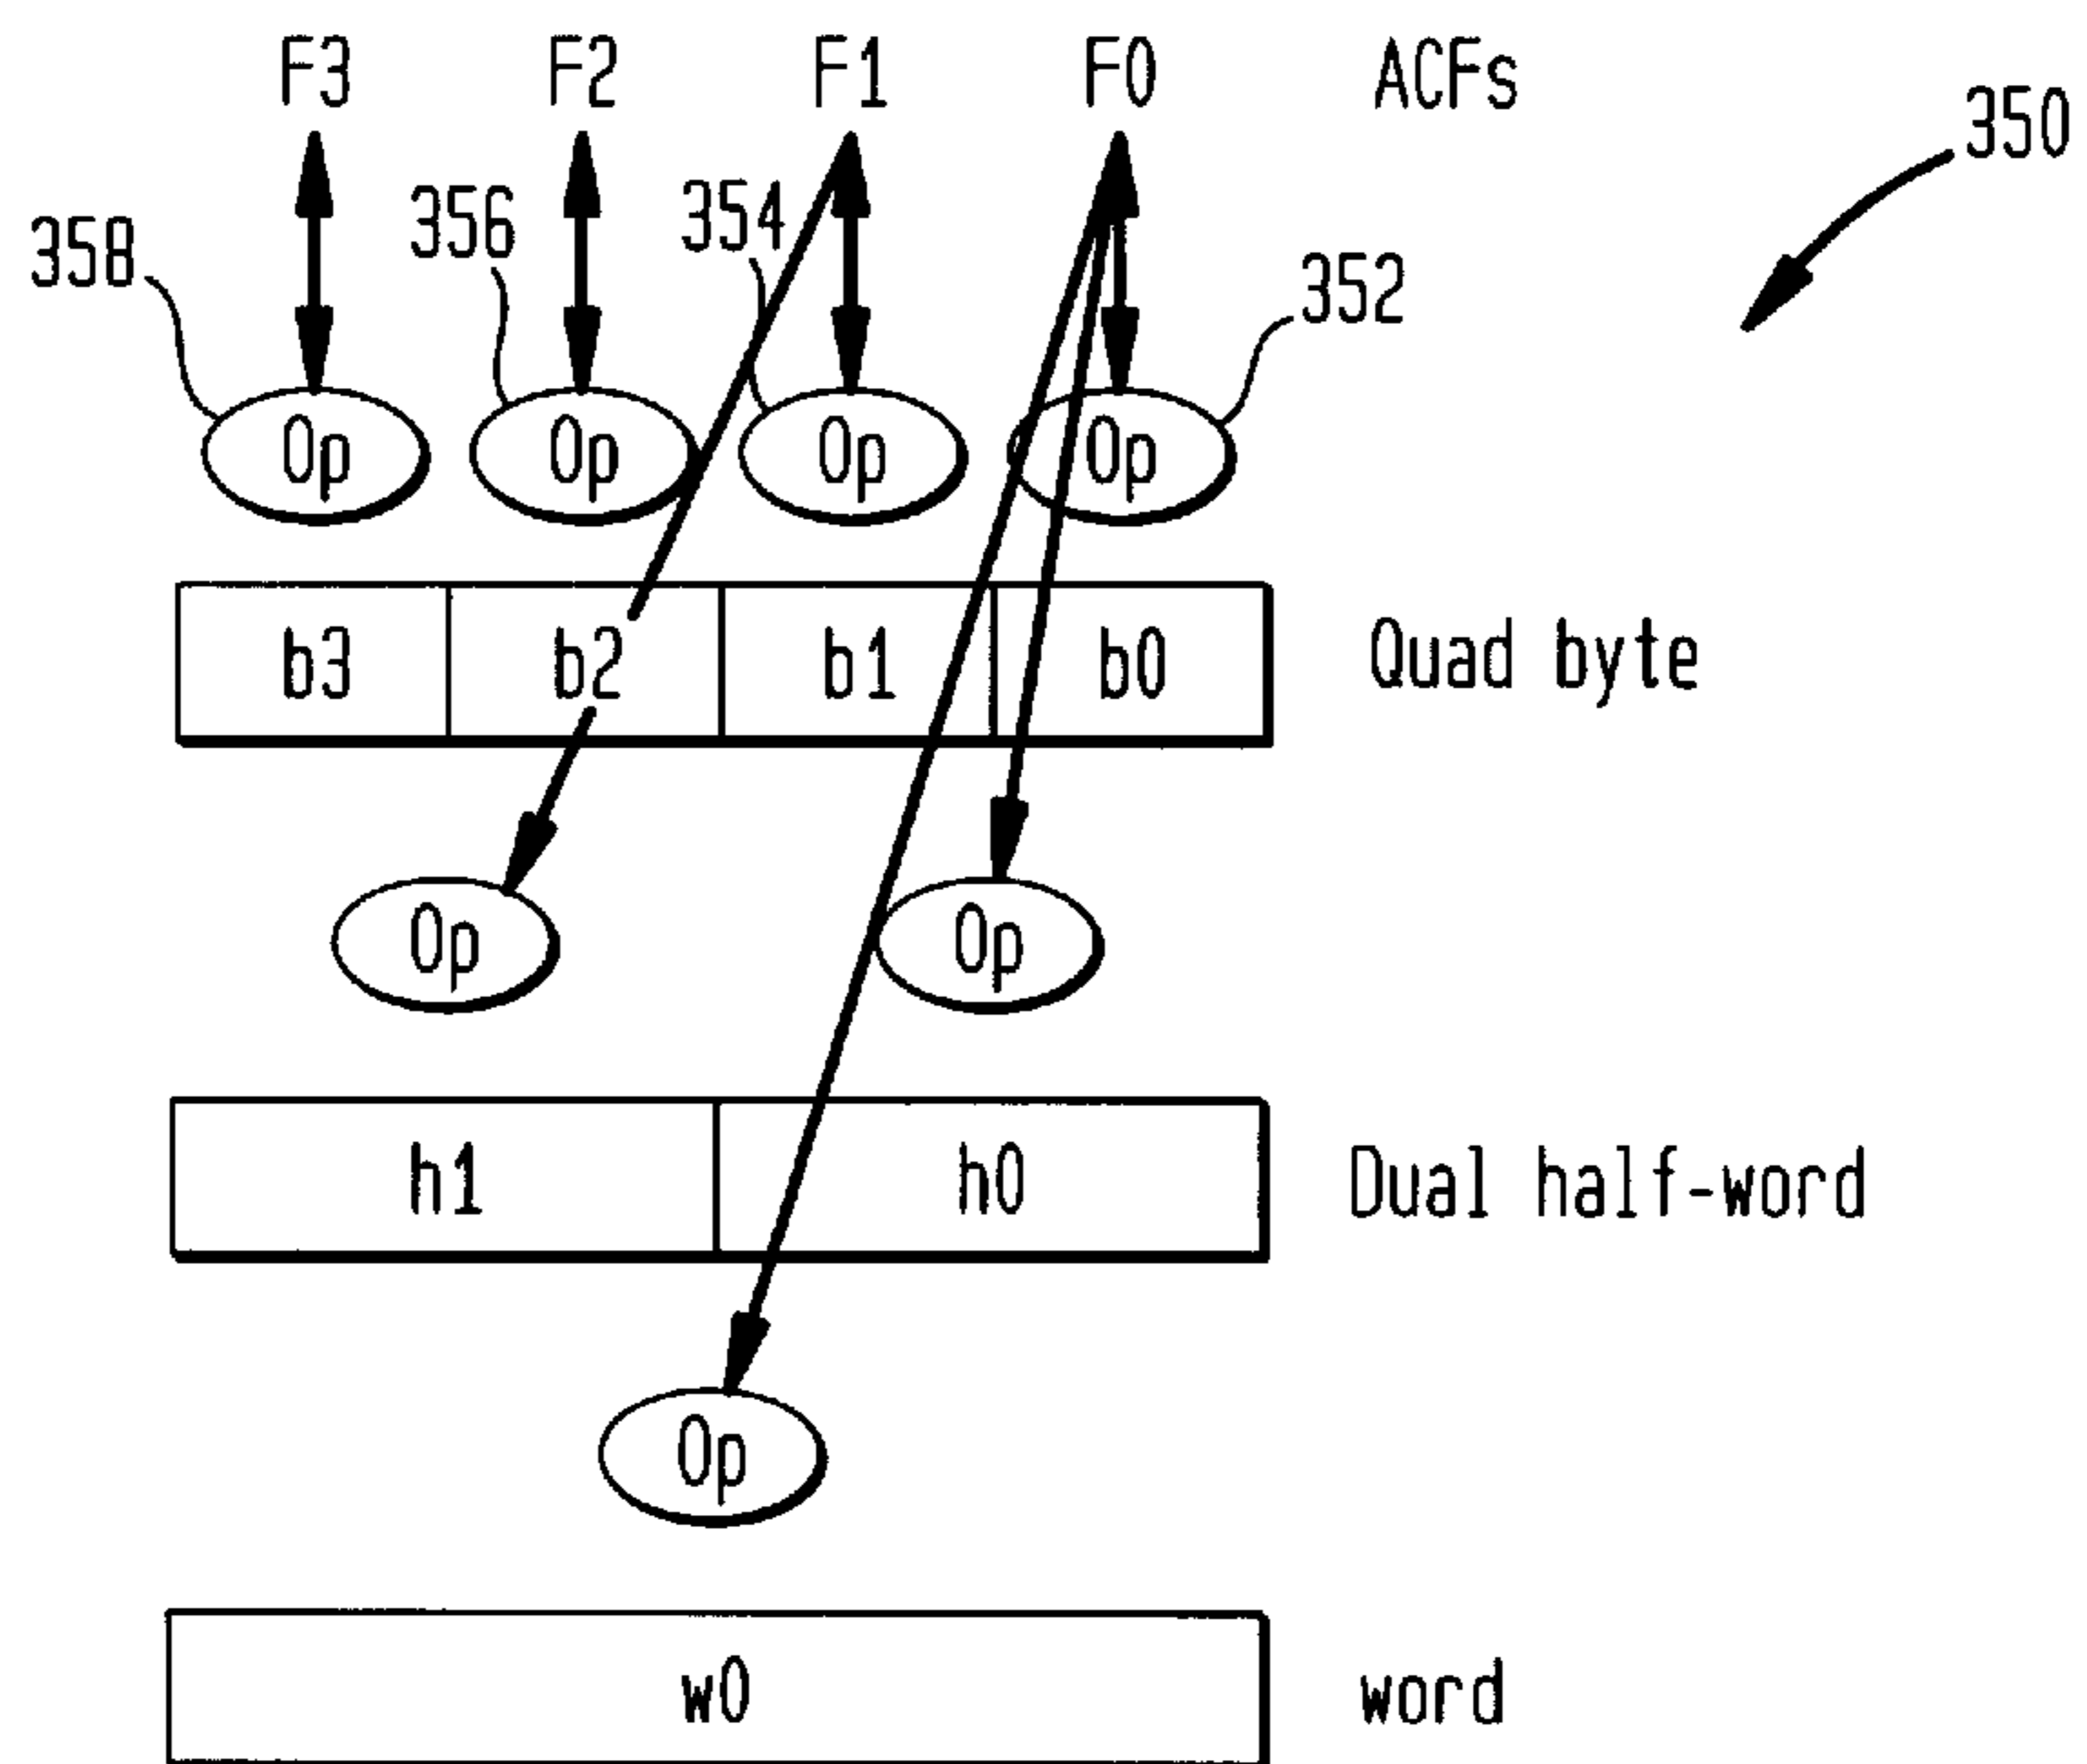 F3 F2 F1 F0 ACFs
350
358 356 354 352
Op Op Op Op
b3 b2 b1 b0 Quad byte
Op Op
h1 h0 Dual half-word
Op
w0 word